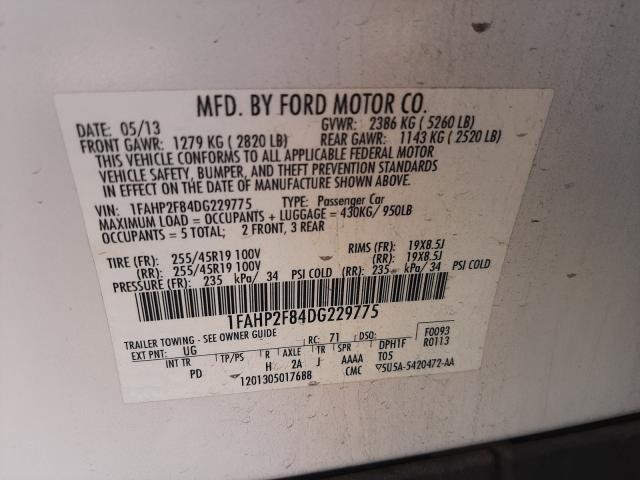 MFD. BY FORD MOTOR CO.
DATE: 05/13 GVWR: 2386 KG ( 5260 LB)
FRONT GAWR: 1279 KG ( 2820 LB) REAR GAWR: 1143 KG ( 2520 LB)
THIS VEHICLE CONFORMS TO ALL APPLICABLE FEDERAL MOTOR
VEHICLE SAFETY, BUMPER, AND THEFT PREVENTION STANDARDS
IN EFFECT ON THE DATE OF MANUFACTURE SHOWN ABOVE.
VIN: 1FAHP2F84DG229775 TYPE: Passenger Car
MAXIMUM LOAD = OCCUPANTS + LUGGAGE = 430KG/ 950LB
OCCUPANTS = 5 TOTAL; 2 FRONT, 3 REAR
TIRE (FR): 255/45R19 100V RIMS (FR): 19X8.5J
(RR): 255/45R19 100V (RR): 19X8.5J
PRESSURE (FR): 235 kPa/ 34 PSI COLD (RR): 235 kPa/ 34 PSI COLD
1FAHP2F84DG229775
TRAILER TOWING - SEE OWNER GUIDE RC: 71 DSO: F0093
EXT PNT: UG R0113
INT TR TP/PS R AXLE TR SPR DPH1F
PD H 2A J AAAA T05
1201305017688 CMC ▽5U5A-5420472-AA